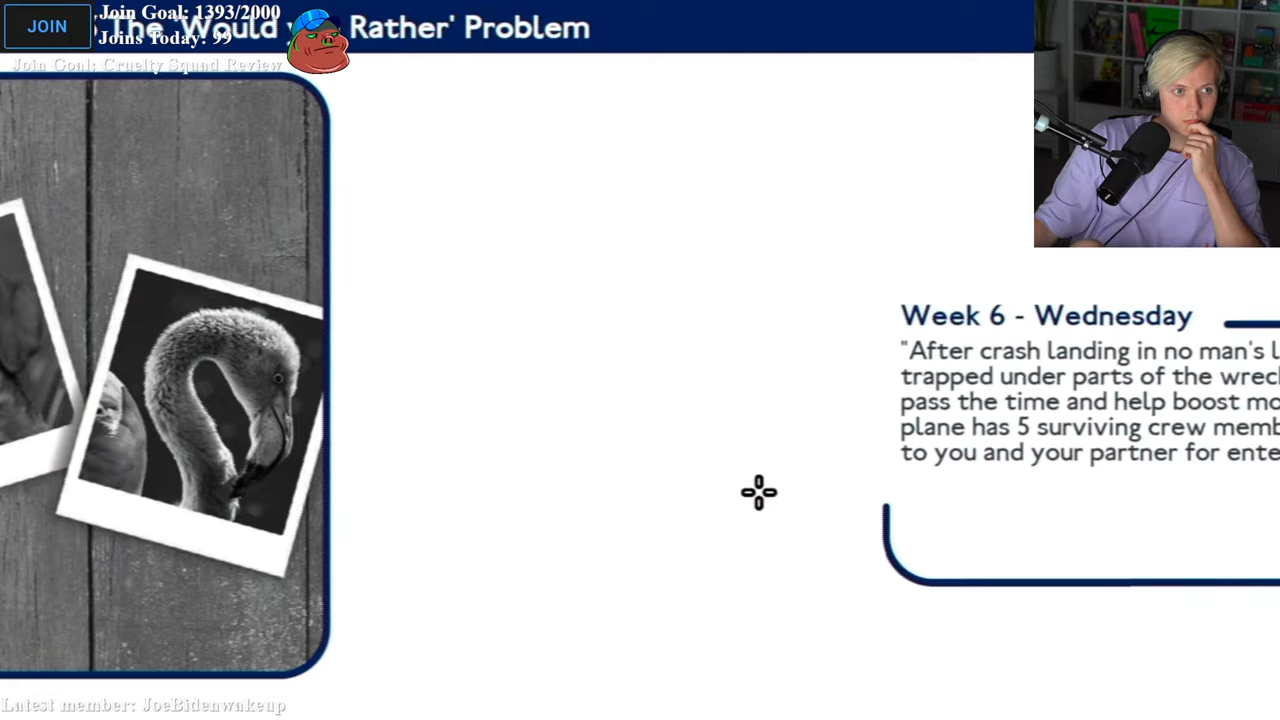 JOIN
Join Goal: 1393/2000
Joins Today: 99
Join Goal: Cruelty Squad Review
The 'Would Rather' Problem
Week 6 - Wednesday
"After crash landing in no man's l
trapped under parts of the wrec
pass the time and help boost mo
plane has 5 surviving crew memb
to you and your partner for ente
Latest member: JoeBidenwakeup